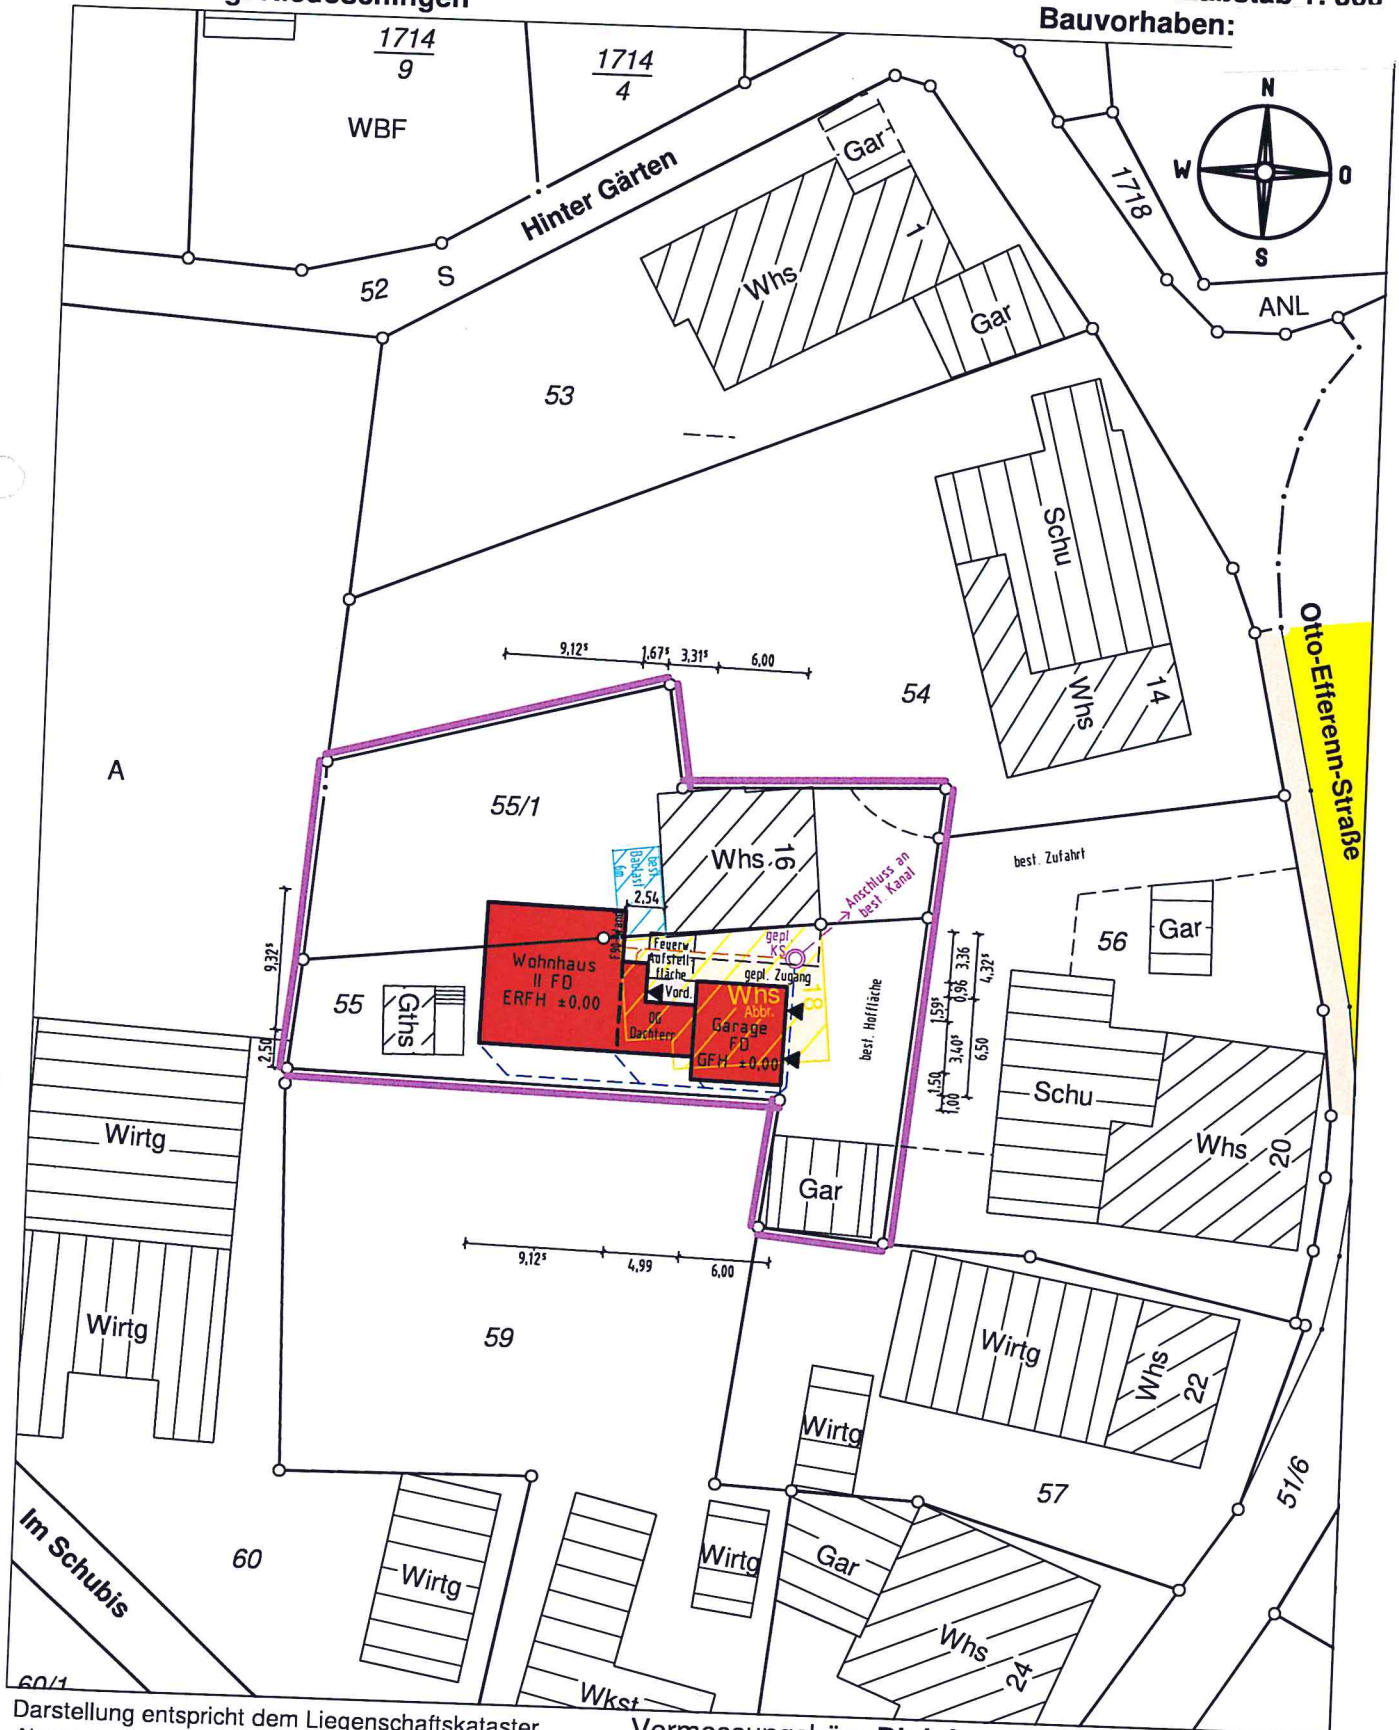 Bauvorhaben:
1714
9
1714
4
WBF
N
W
O
S
Gar
1718
Hinter Gärten
1
Whs
52
S
Gar
ANL
53
Schu
Otto-Efferenn-Straße
9,12⁵
1,67⁵
3,31⁵
6,00
54
Whs
14
A
55/1
Whs
16
best. Zufahrt
best.
2,54
Anschluss an
best. Kanal
Gar
56
9,32⁵
gepl.
KS
Feuerw.
Aufstell
fläche
gepl. Zugang
3,36
4,32⁵
0,96
Wohnhaus
II FD
ERFH ±0,00
Vord.
Whs
Abbr.
18
55
Gths
OG
Dachterr.
Garage
FD
GFH ±0,00
best. Hoffläche
1,59⁵
3,40⁵
6,50
2,50
1,50
1,00
Schu
Whs
20
Wirtg
Gar
9,12⁵
4,99
6,00
Wirtg
59
Wirtg
Whs
22
Wirtg
57
51/6
Im Schubis
60
Wirtg
Wirtg
Gar
Whs
24
60/1
Wkst
Darstellung entspricht dem Liegenschaftskataster